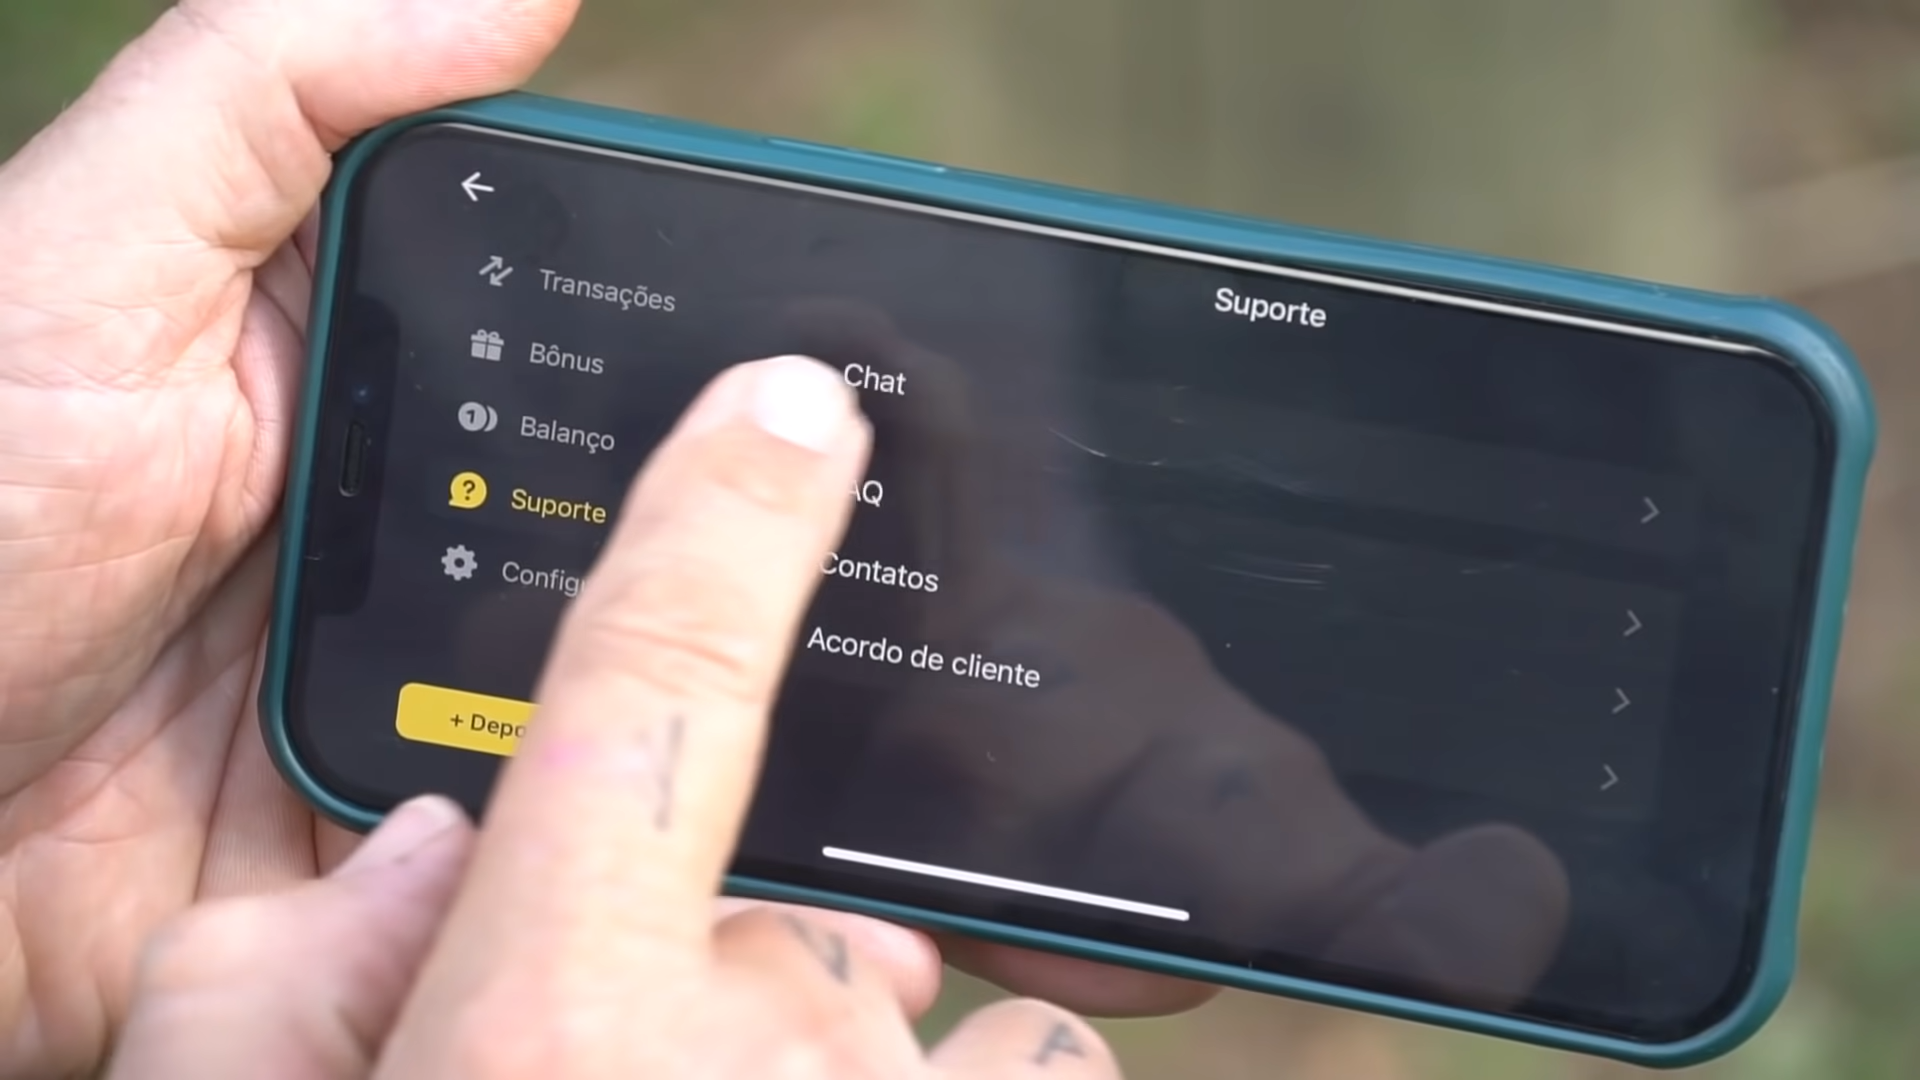 Transações
Bônus
Balanço
Suporte
+
Suporte
Chat
Contatos
Acordo de cliente